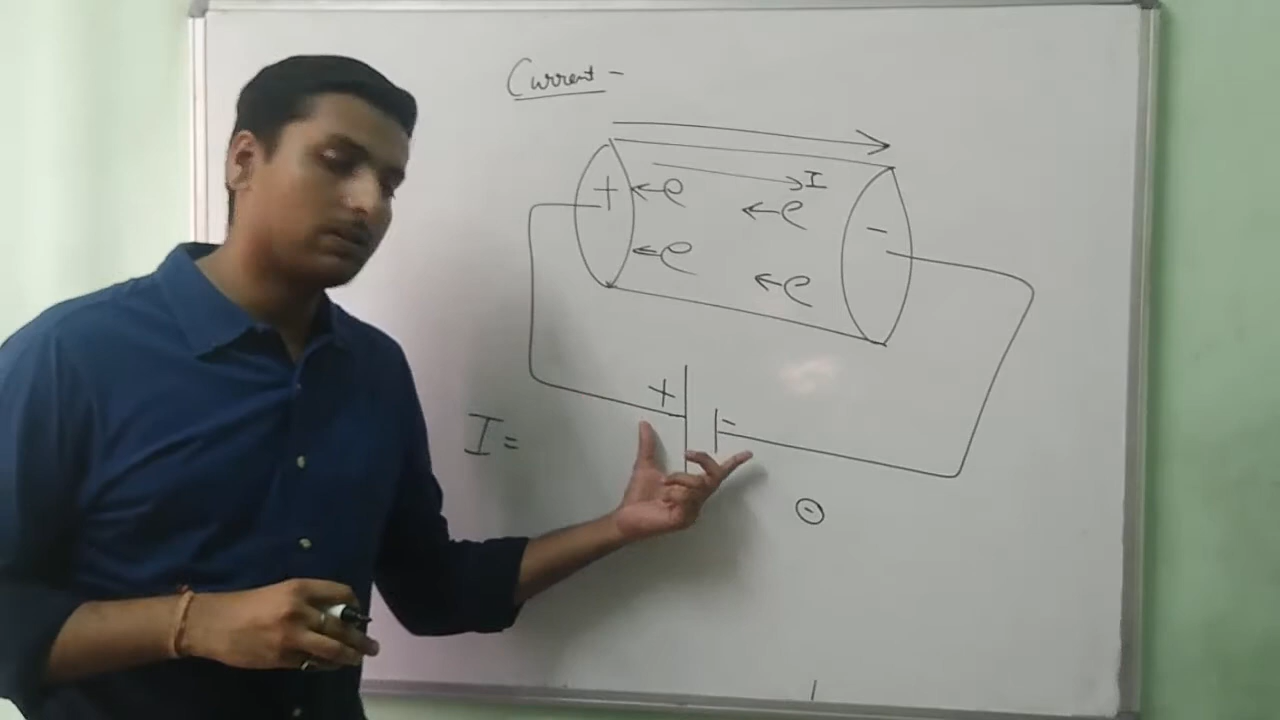 Current -
I
+ e e -
e e
+ -
I =
-